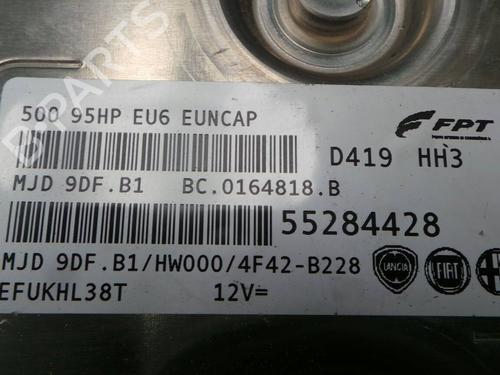 B-PARTS
500 95HP EU6 EUNCAP
FPT
D419 HH3
MJD 9DF.B1 BC.0164818.B
55284428
MJD 9DF.B1/HW000/4F42-B228
LANCIA
FIAT
EFUKHL38T 12V=